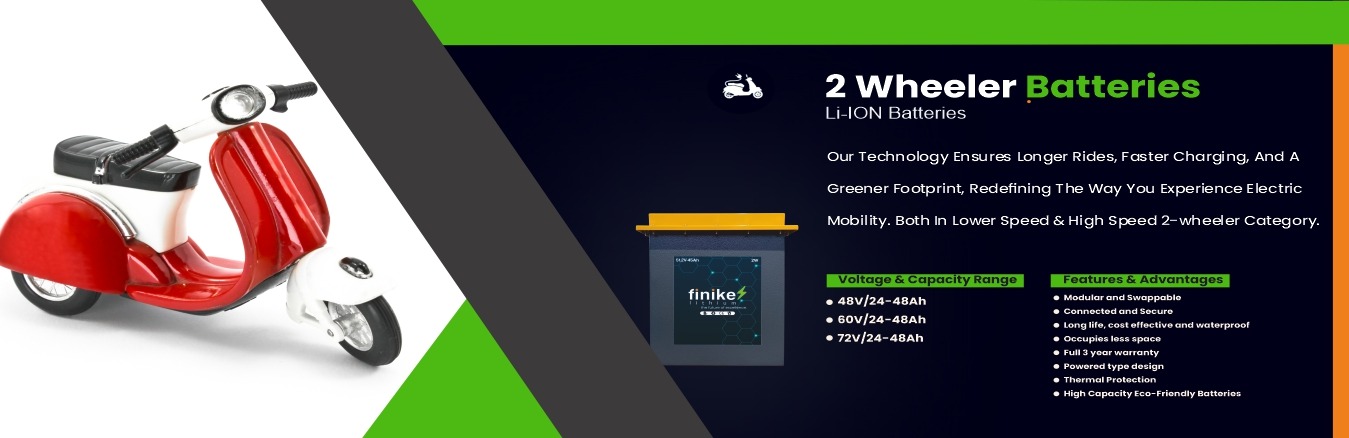 2 Wheeler Batteries
Li-ION Batteries
Our Technology Ensures Longer Rides, Faster Charging, And A
Greener Footprint, Redefining The Way You Experience Electric
Mobility. Both In Lower Speed & High Speed 2-wheeler Category.
2W
finike
lithium
Voltage & Capacity Range
48V/24-48Ah
60V/24-48Ah
72V/24-48Ah
Features & Advantages
Modular and Swappable
Connected and Secure
Long life, cost effective and waterproof
Occupies less space
Full 3 year warranty
Powered type design
Thermal Protection
High Capacity Eco-Friendly Batteries